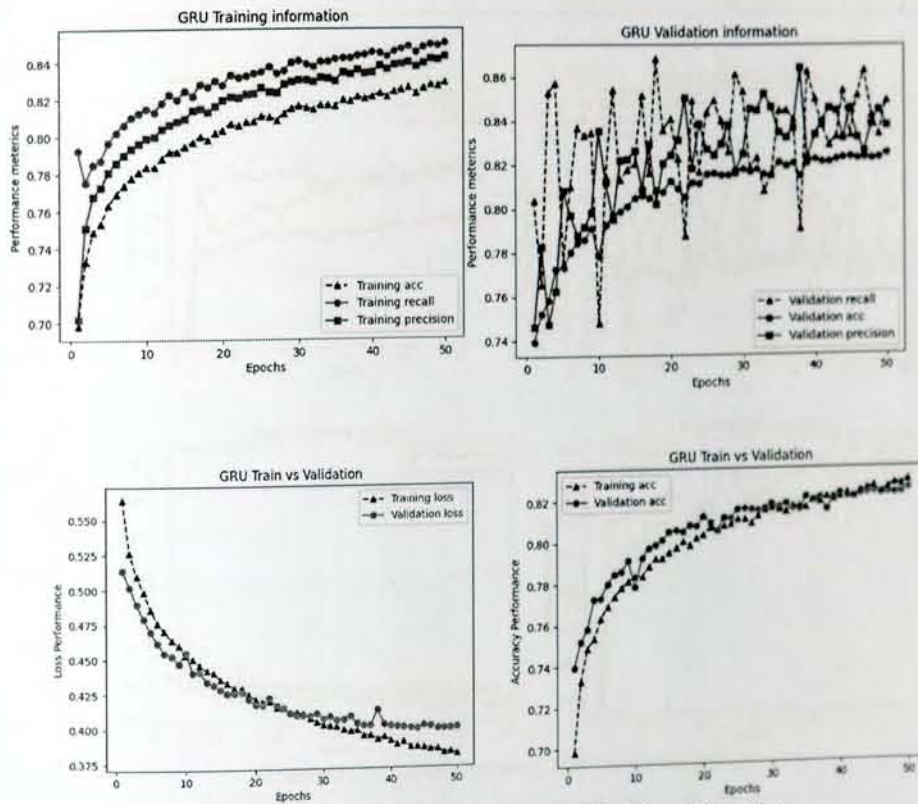 GRU Training information
Performance meterics
0.84
0.82
0.80
0.78
0.76
0.74
0.72
0.70
Training acc
Training recall
Training precision
0
10
20
30
40
50
Epochs
GRU Validation information
Performance metrics
0.86
0.84
0.82
0.80
0.78
0.76
0.74
Validation recall
Validation acc
Validation precision
0
10
20
30
40
50
Epochs
GRU Train vs Validation
Loss Performance
0.550
0.525
0.500
0.475
0.450
0.425
0.400
0.375
Training loss
Validation loss
0
10
20
30
40
50
Epochs
GRU Train vs Validation
Accuracy Performance
0.82
0.80
0.78
0.76
0.74
0.72
0.70
Training acc
Validation acc
0
10
20
30
40
50
Epochs